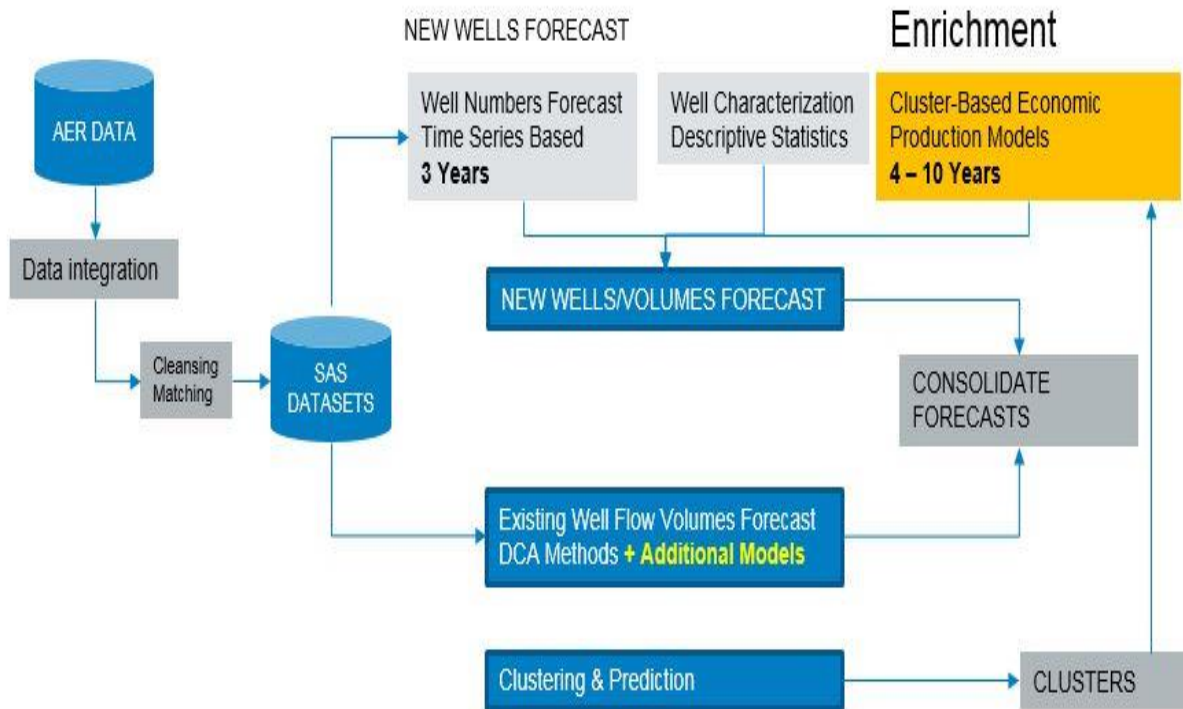 NEW WELLS FORECAST
Enrichment
AER DATA
Well Numbers Forecast
Time Series Based
3 Years
Well Characterization
Descriptive Statistics
Cluster-Based Economic
Production Models
4 – 10 Years
Data integration
NEW WELLS/VOLUMES FORECAST
Cleansing
Matching
SAS
DATASETS
CONSOLIDATE
FORECASTS
Existing Well Flow Volumes Forecast
DCA Methods + Additional Models
Clustering & Prediction
CLUSTERS